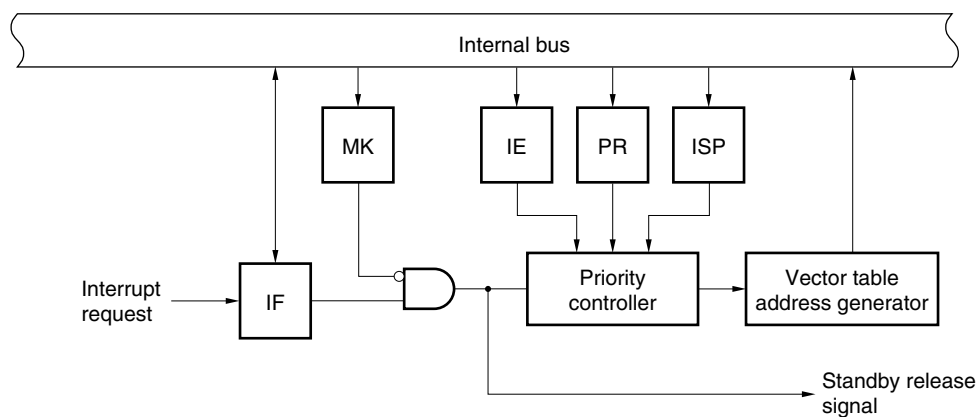 Internal bus
MK
IE
PR
ISP
Interrupt
request
IF
Priority
controller
Vector table
address generator
Standby release
signal